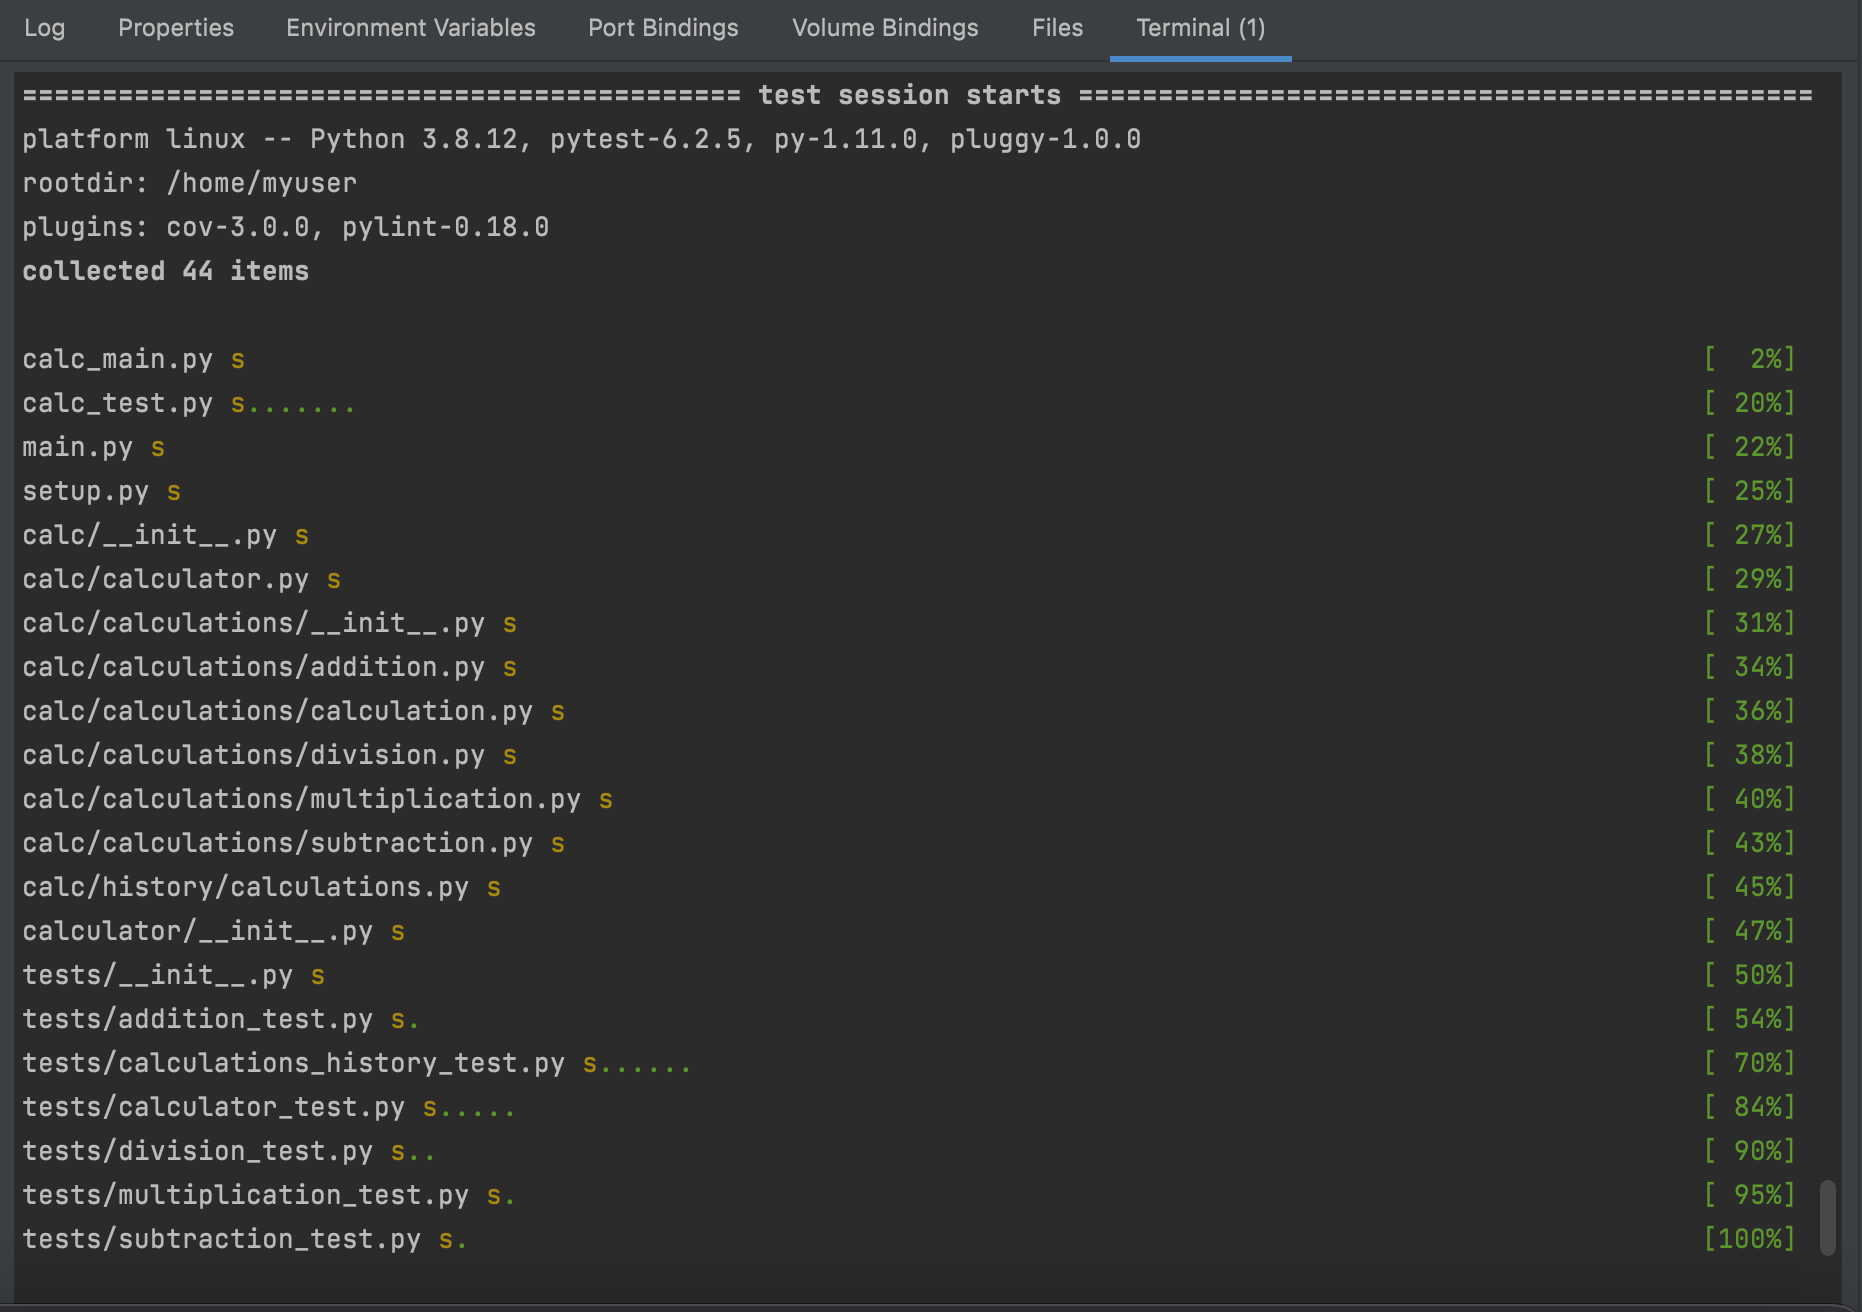 Log Properties Environment Variables Port Bindings Volume Bindings Files Terminal (1)
============================================= test session starts ==============================================
platform linux -- Python 3.8.12, pytest-6.2.5, py-1.11.0, pluggy-1.0.0
rootdir: /home/myuser
plugins: cov-3.0.0, pylint-0.18.0
collected 44 items
calc_main.py s [  2%]
calc_test.py s....... [ 20%]
main.py s [ 22%]
setup.py s [ 25%]
calc/__init__.py s [ 27%]
calc/calculator.py s [ 29%]
calc/calculations/__init__.py s [ 31%]
calc/calculations/addition.py s [ 34%]
calc/calculations/calculation.py s [ 36%]
calc/calculations/division.py s [ 38%]
calc/calculations/multiplication.py s [ 40%]
calc/calculations/subtraction.py s [ 43%]
calc/history/calculations.py s [ 45%]
calculator/__init__.py s [ 47%]
tests/__init__.py s [ 50%]
tests/addition_test.py s. [ 54%]
tests/calculations_history_test.py s...... [ 70%]
tests/calculator_test.py s..... [ 84%]
tests/division_test.py s.. [ 90%]
tests/multiplication_test.py s. [ 95%]
tests/subtraction_test.py s. [100%]